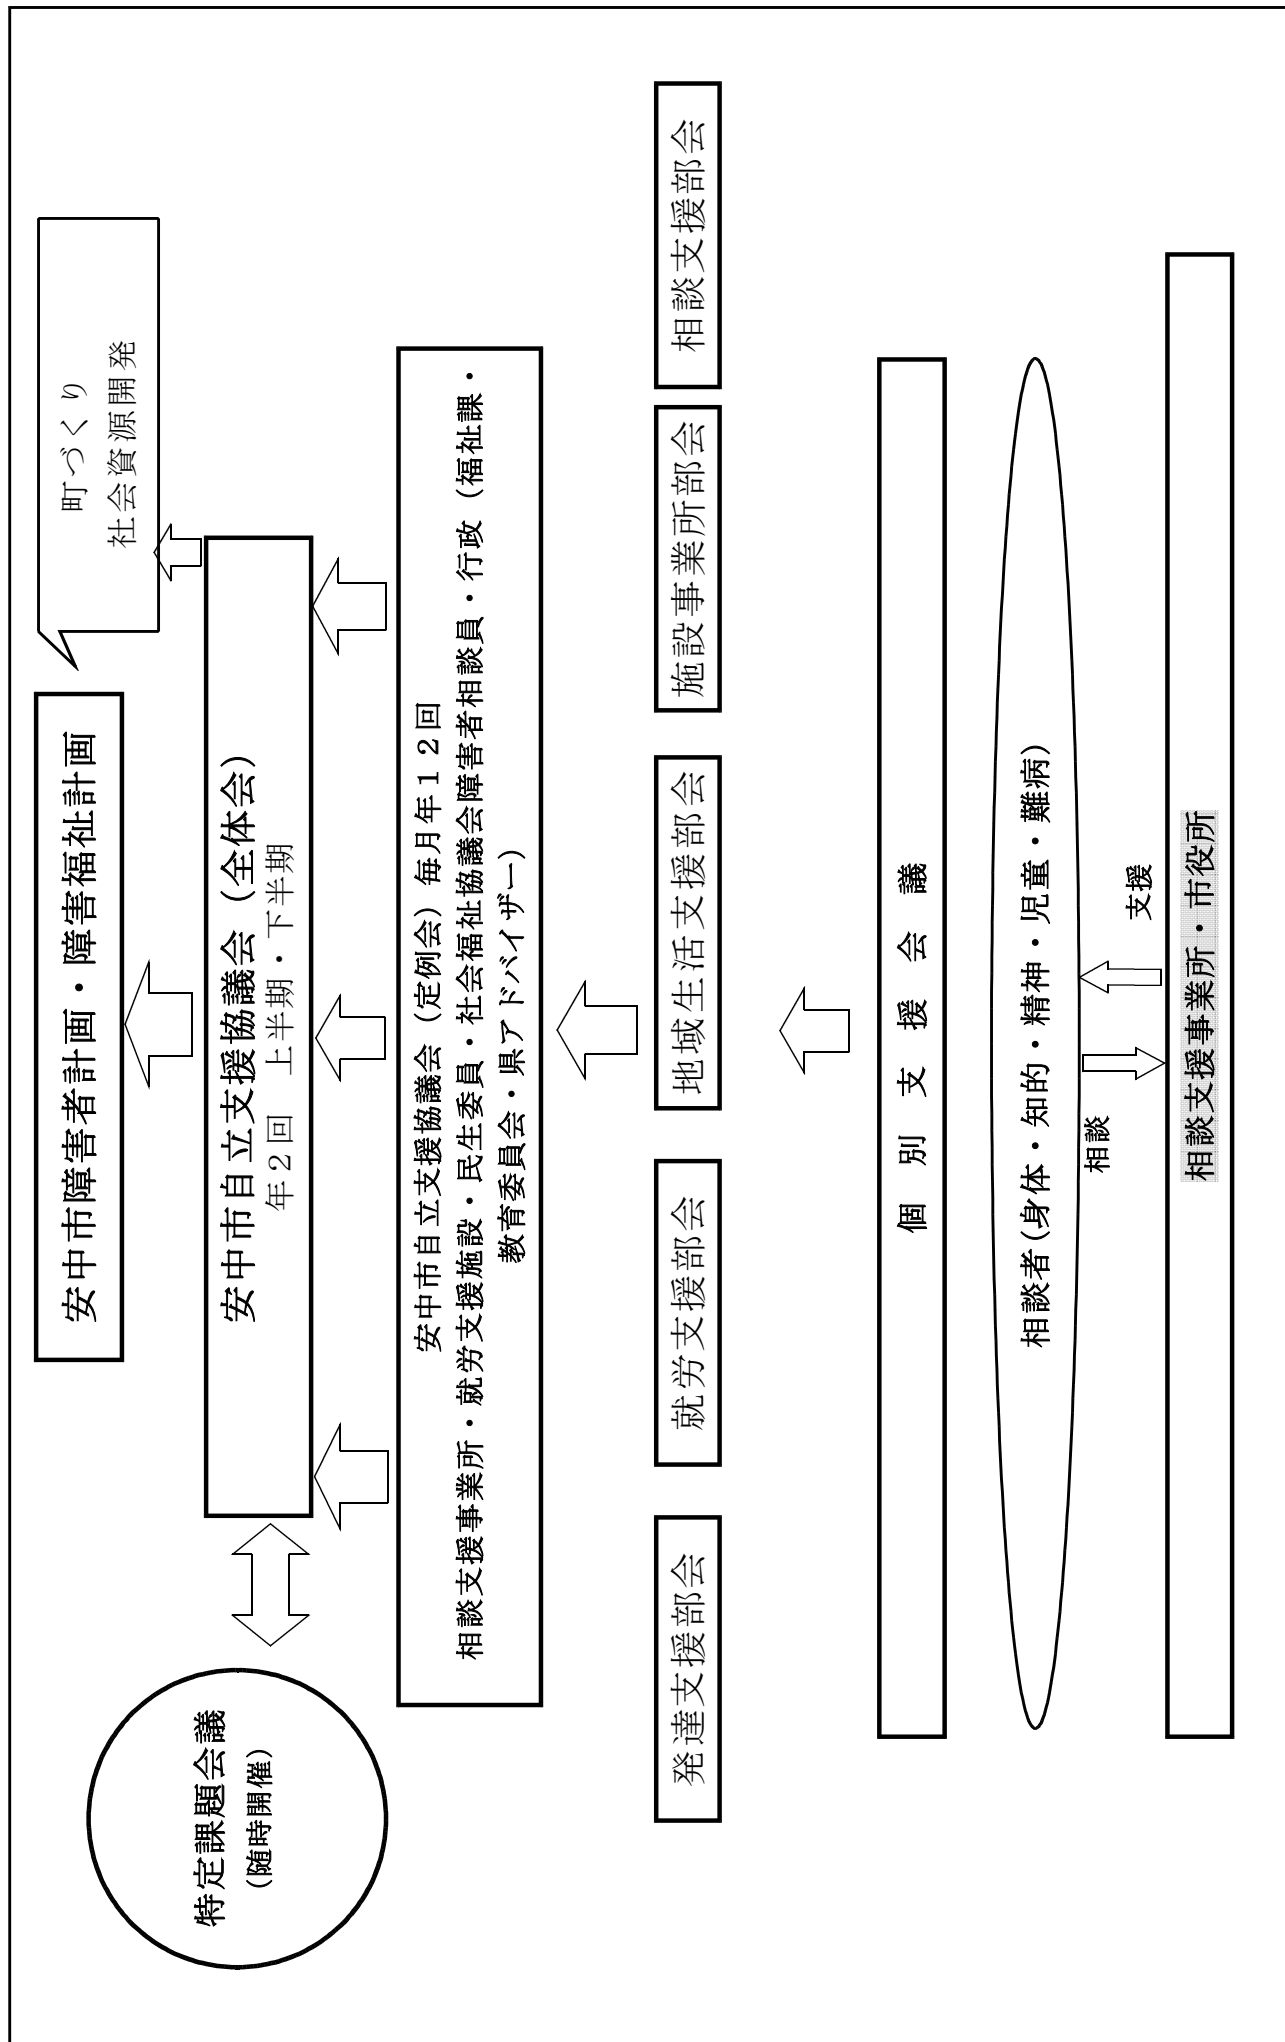 町づくり
社会資源開発
安中市障害者計画・障害福祉計画
特定課題会議
（随時開催）
安中市自立支援協議会（全体会）
年２回　上半期・下半期
安中市自立支援協議会（定例会）毎月年１２回
相談支援事業所・就労支援施設・民生委員・社会福祉協議会障害者相談員・行政（福祉課・
教育委員会・県アドバイザー）
発達支援部会
就労支援部会
地域生活支援部会
施設事業所部会
相談支援部会
個別支援会議
相談者（身体・知的・精神・児童・難病）
相談
支援
相談支援事業所・市役所